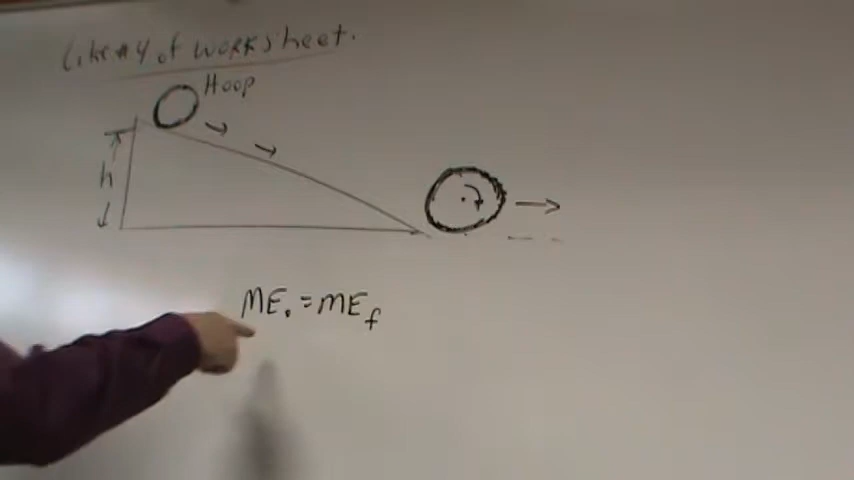 Like #4 of worksheet.
Hoop
h
ME₀ = mE_f